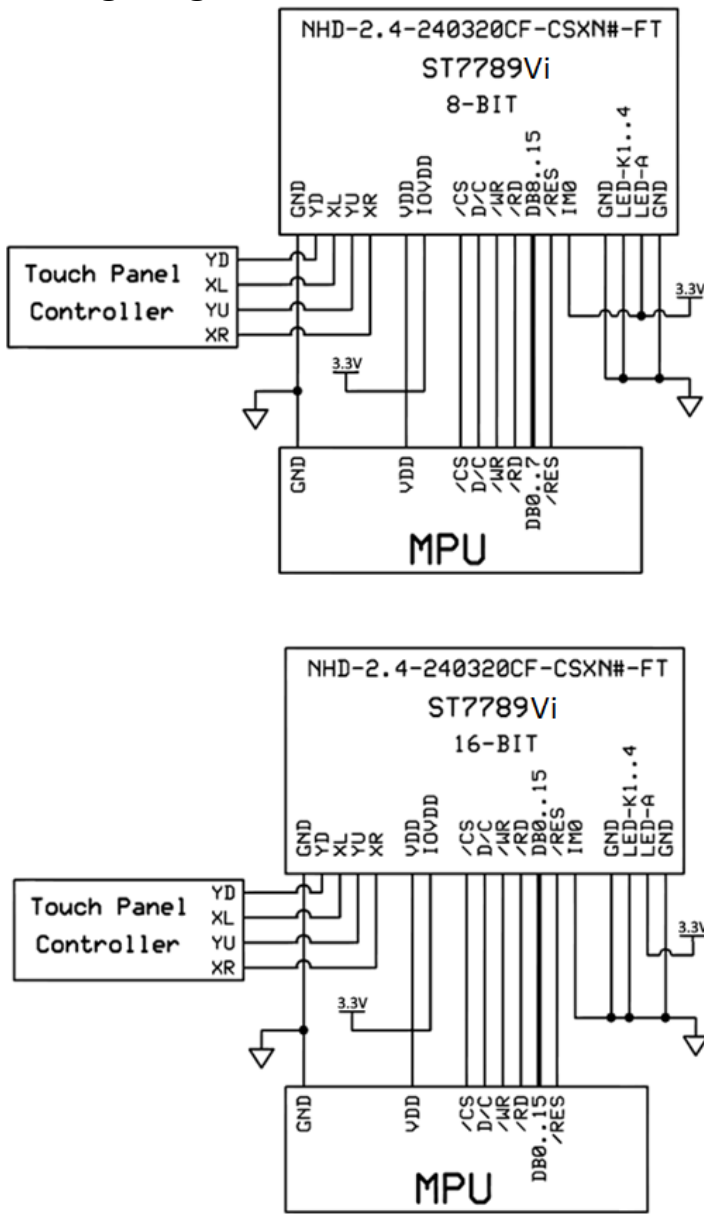 NHD-2.4-240320CF-CSXN#-FT
ST7789Vi
8-BIT
GND YD XL YU XR VDD IOVDD /CS D/C /WR /RD DB8..15 /RES IM0 GND LED-K1..4 LED-A GND
Touch Panel
Controller
YD
XL
YU
XR
3.3V
3.3V
GND VDD /CS D/C /WR /RD DB0..7 /RES
MPU
NHD-2.4-240320CF-CSXN#-FT
ST7789Vi
16-BIT
GND YD XL YU XR VDD IOVDD /CS D/C /WR /RD DB0..15 /RES IM0 GND LED-K1..4 LED-A GND
Touch Panel
Controller
YD
XL
YU
XR
3.3V
3.3V
GND VDD /CS D/C /WR /RD DB0..15 /RES
MPU